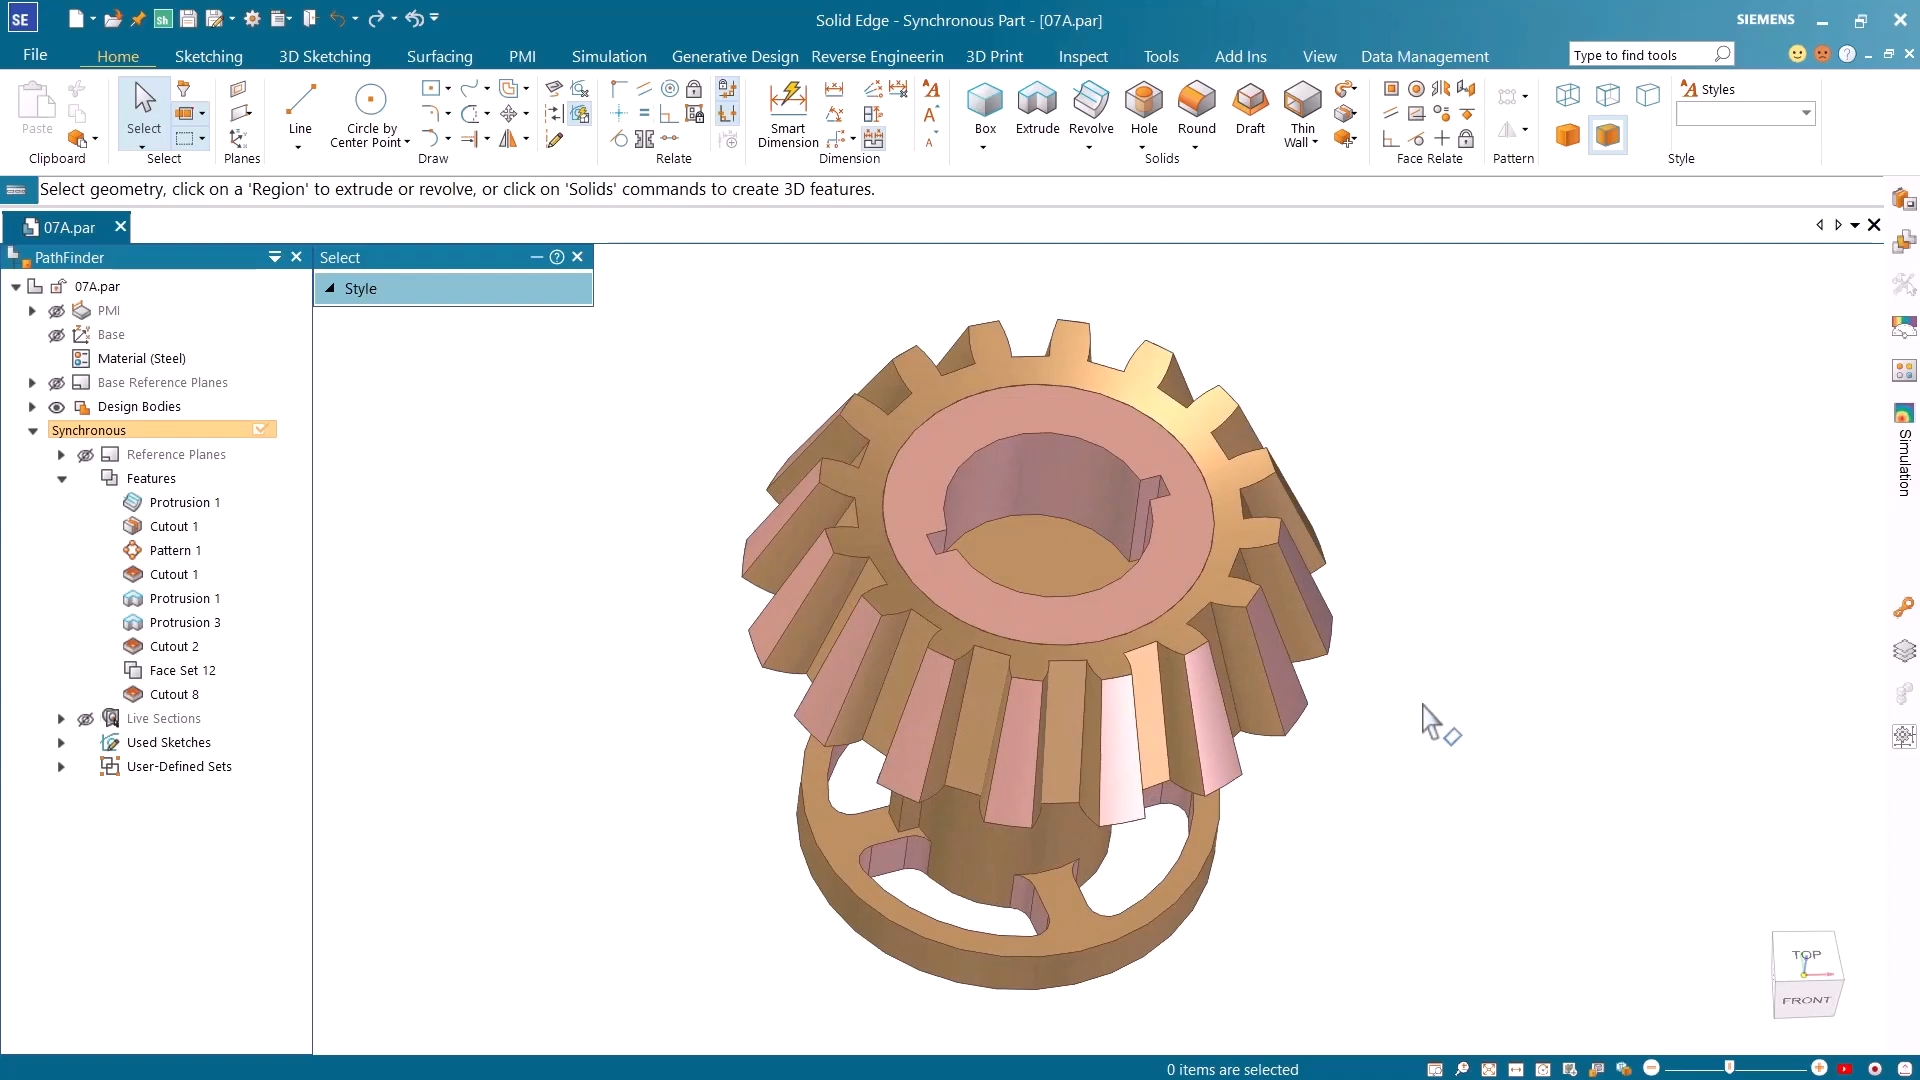 SE
Sh
Solid Edge - Synchronous Part - [07A.par]
SIEMENS
File
Home
Sketching
3D Sketching
Surfacing
PMI
Simulation
Generative Design
Reverse Engineerin
3D Print
Inspect
Tools
Add Ins
View
Data Management
Type to find tools
Paste
Clipboard
Select
Select
Planes
Line
Circle by
Center Point
Draw
Relate
Smart
Dimension
Dimension
Box
Extrude
Revolve
Hole
Round
Draft
Thin
Wall
Solids
Face Relate
Pattern
Styles
Style
Select geometry, click on a 'Region' to extrude or revolve, or click on 'Solids' commands to create 3D features.
07A.par
PathFinder
Select
Style
07A.par
PMI
Base
Material (Steel)
Base Reference Planes
Design Bodies
Synchronous
Reference Planes
Features
Protrusion 1
Cutout 1
Pattern 1
Cutout 1
Protrusion 1
Protrusion 3
Cutout 2
Face Set 12
Cutout 8
Live Sections
Used Sketches
User-Defined Sets
Simulation
TOP
FRONT
0 items are selected